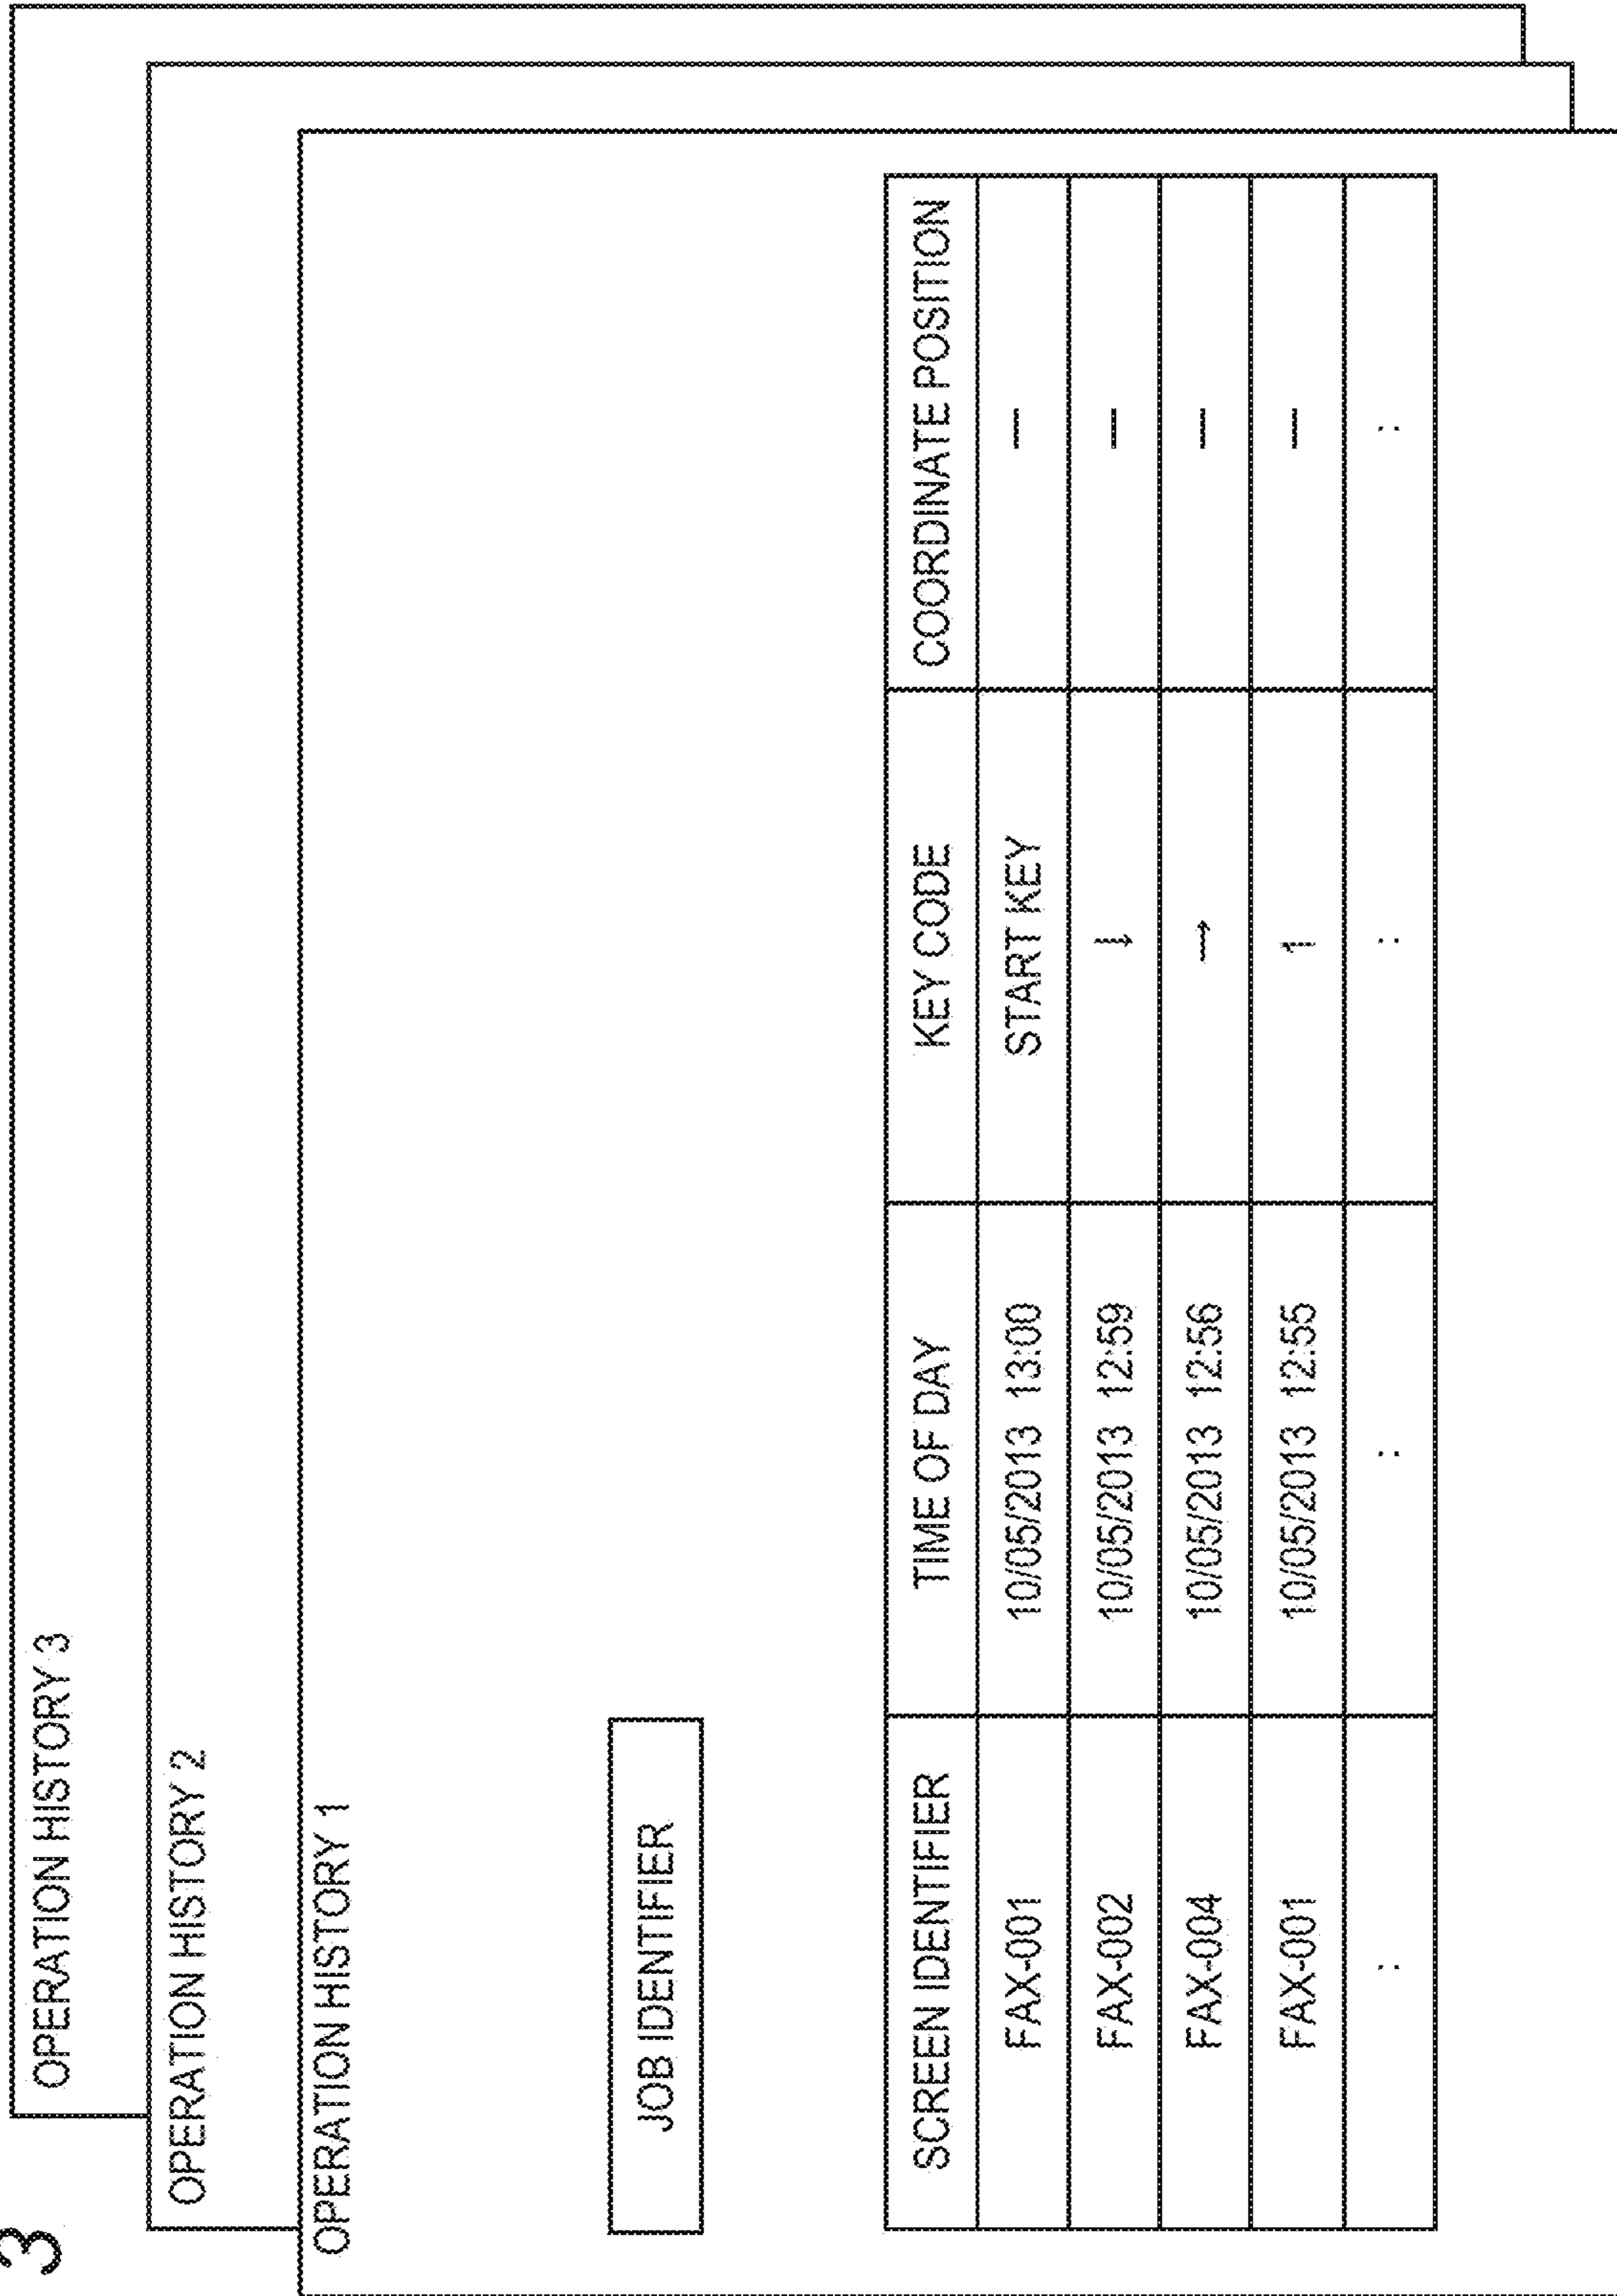 3
OPERATION HISTORY 3
OPERATION HISTORY 2
OPERATION HISTORY 1
JOB IDENTIFIER
SCREEN IDENTIFIER TIME OF DAY KEY CODE COORDINATE POSITION
FAX-001 10/05/2013 13:00 START KEY —
FAX-002 10/05/2013 12:59 ↓ —
FAX-004 10/05/2013 12:56 → —
FAX-001 10/05/2013 12:55 1 —
: : : :